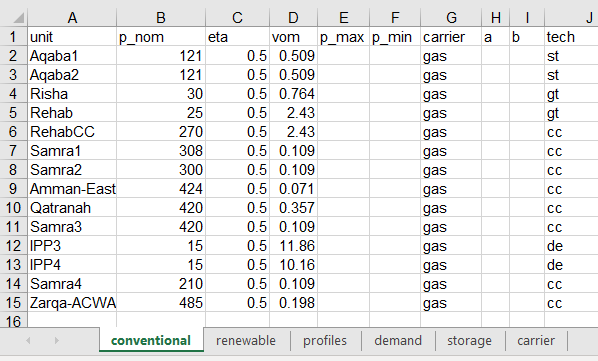 A B C D E F G H I J
1 unit p_nom eta vom p_max p_min carrier a b tech
2 Aqaba1 121 0.5 0.509 gas st
3 Aqaba2 121 0.5 0.509 gas st
4 Risha 30 0.5 0.764 gas gt
5 Rehab 25 0.5 2.43 gas gt
6 RehabCC 270 0.5 2.43 gas cc
7 Samra1 308 0.5 0.109 gas cc
8 Samra2 300 0.5 0.109 gas cc
9 Amman-East 424 0.5 0.071 gas cc
10 Qatranah 420 0.5 0.357 gas cc
11 Samra3 420 0.5 0.109 gas cc
12 IPP3 15 0.5 11.86 gas de
13 IPP4 15 0.5 10.16 gas de
14 Samra4 210 0.5 0.109 gas cc
15 Zarqa-ACWA 485 0.5 0.198 gas cc
16
conventional renewable profiles demand storage carrier